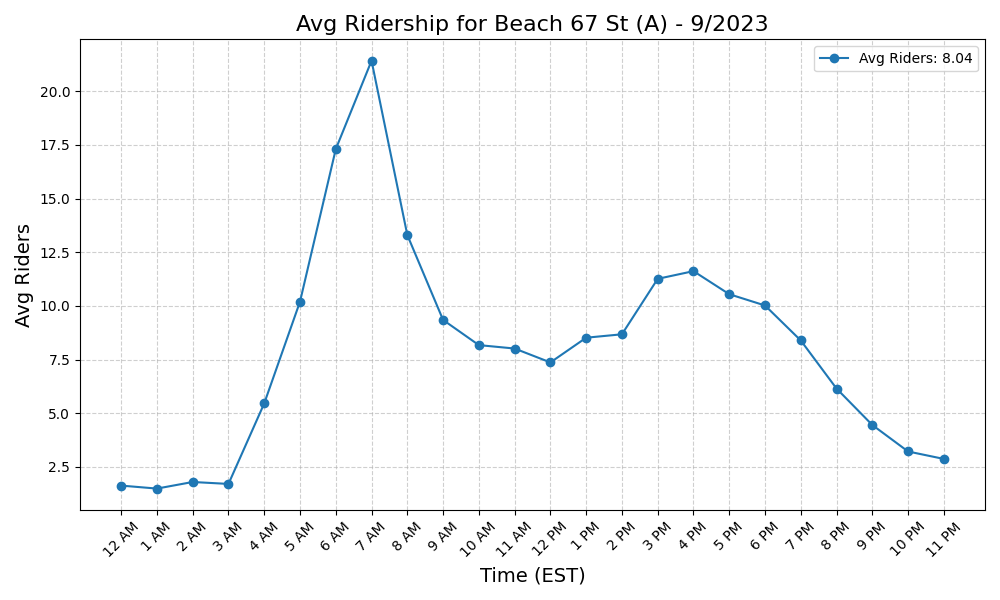 Avg Ridership for Beach 67 St (A) - 9/2023
Avg Riders: 8.04
Avg Riders
20.0
17.5
15.0
12.5
10.0
7.5
5.0
2.5
12 AM
1 AM
2 AM
3 AM
4 AM
5 AM
6 AM
7 AM
8 AM
9 AM
10 AM
11 AM
12 PM
1 PM
2 PM
3 PM
4 PM
5 PM
6 PM
7 PM
8 PM
9 PM
10 PM
11 PM
Time (EST)